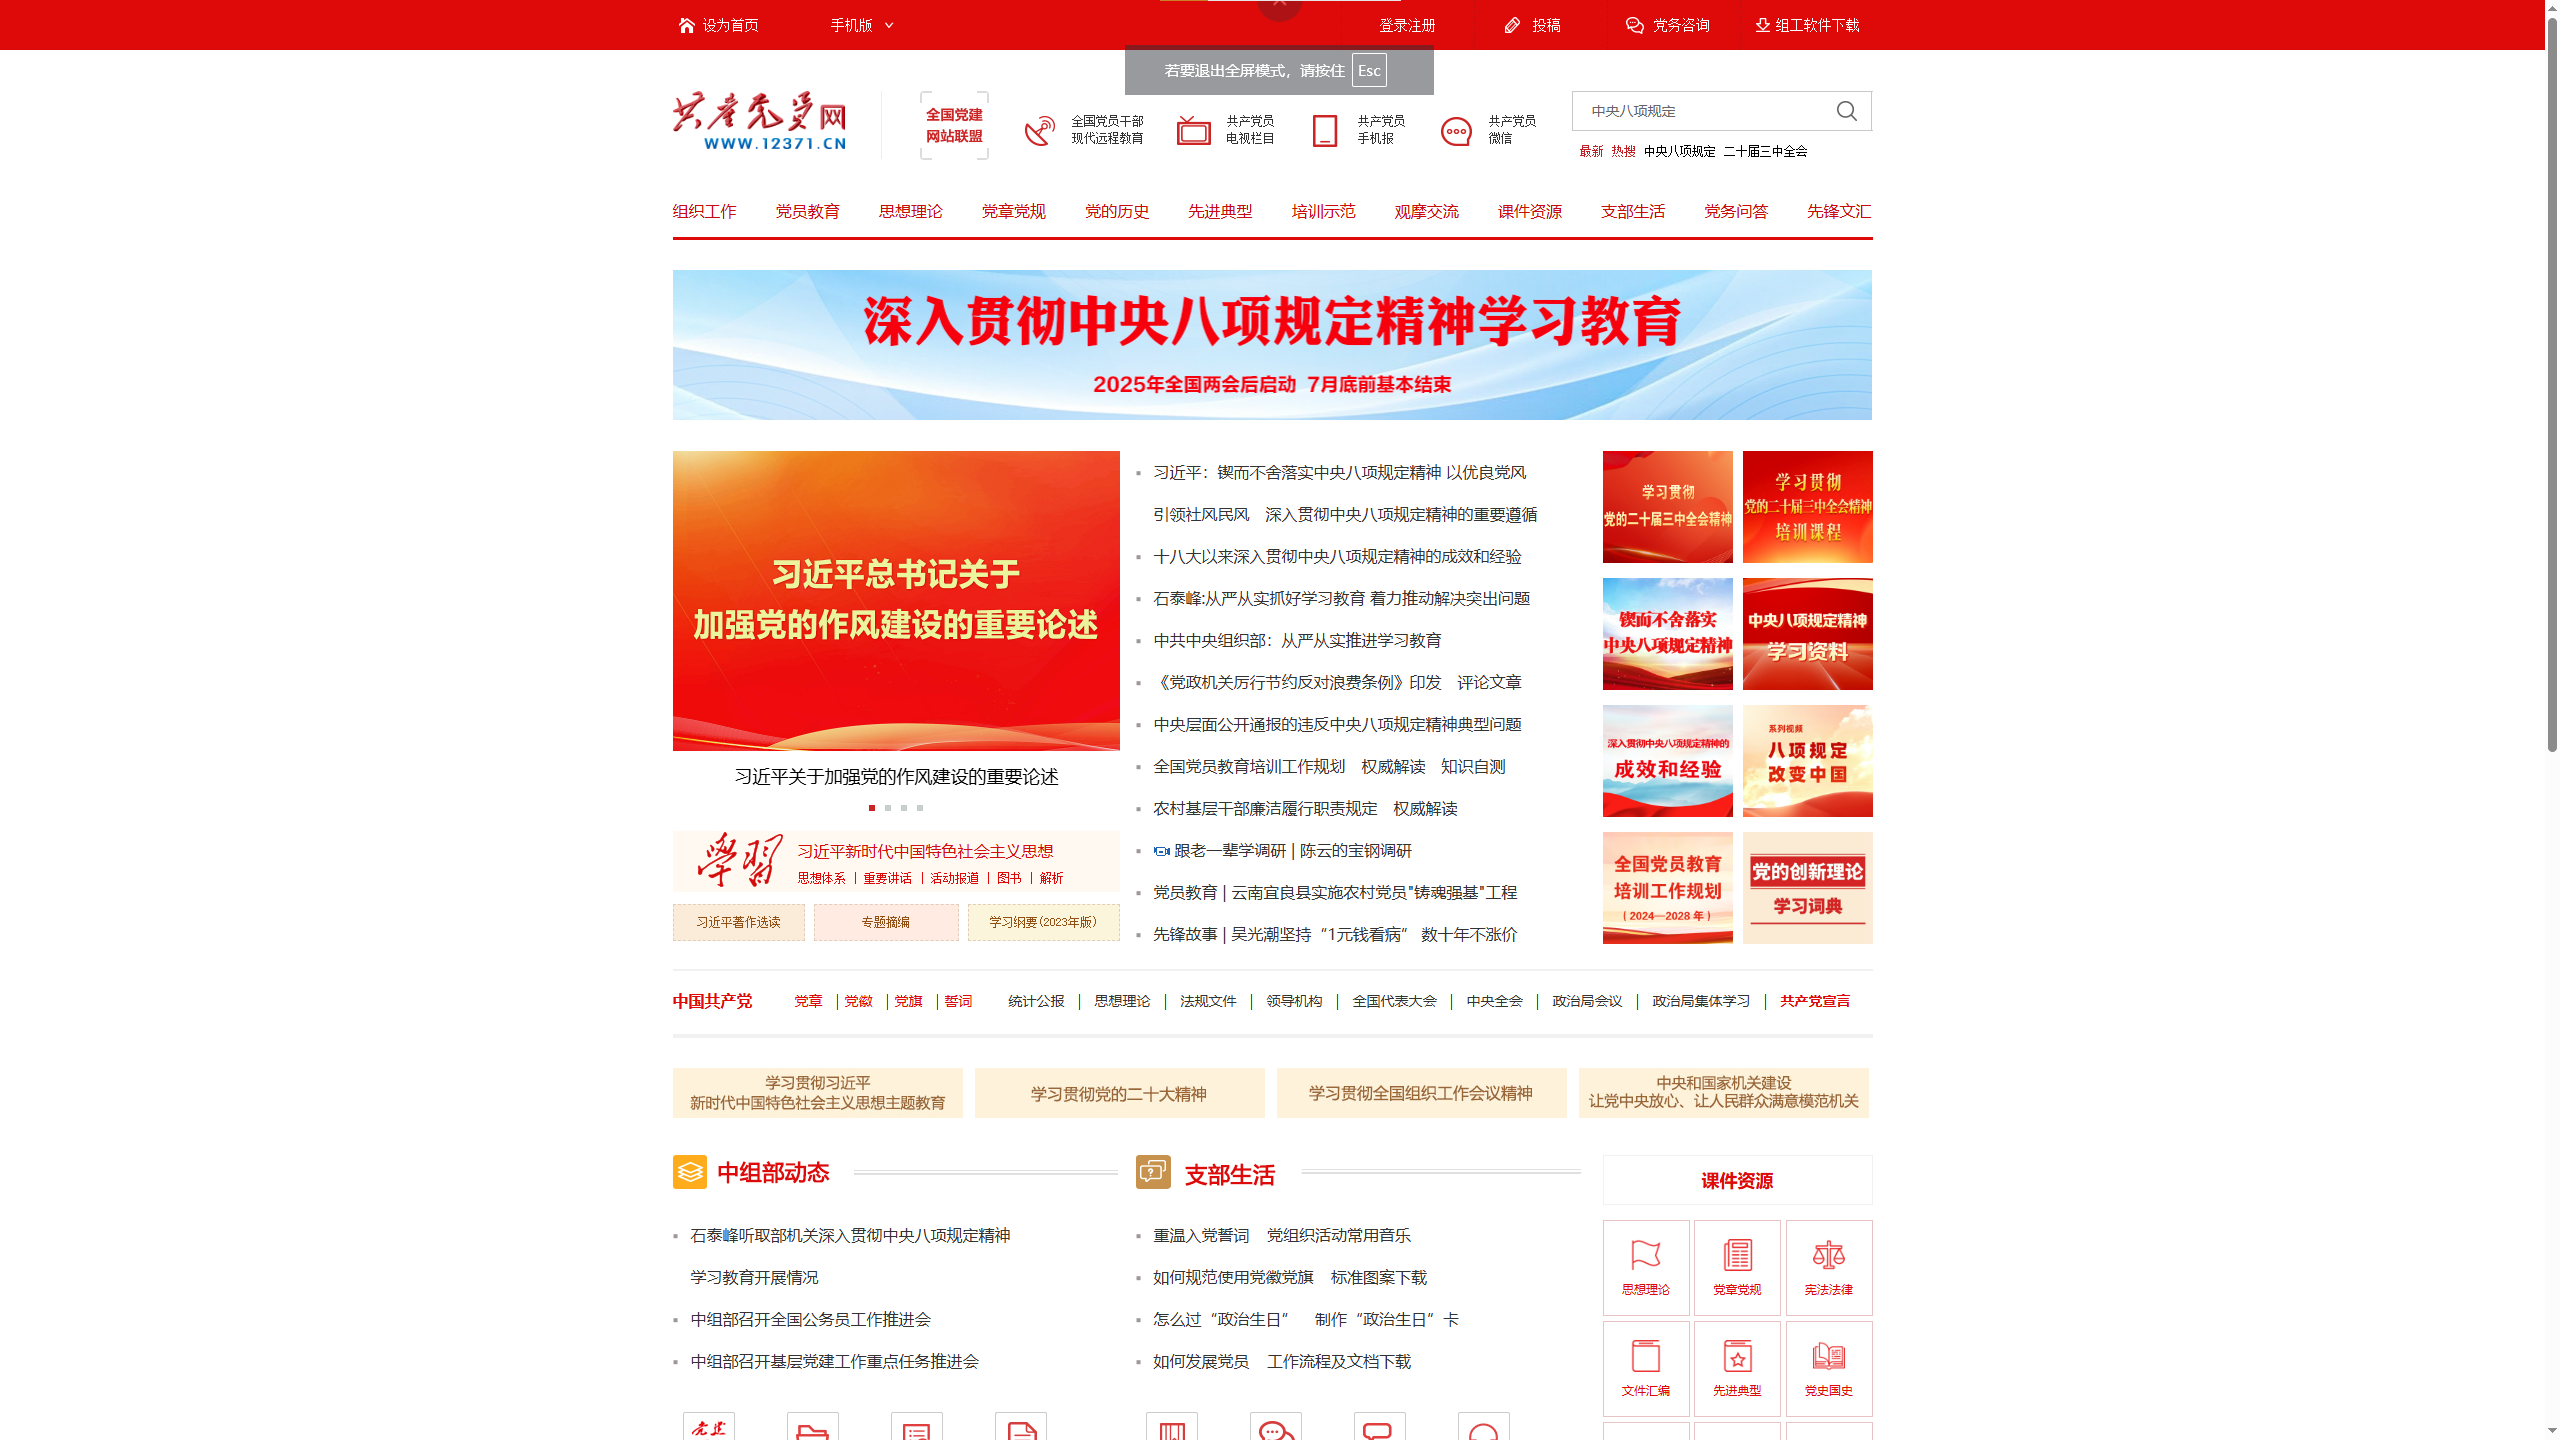 设为首页 手机版 登录注册 投稿 党务咨询 组工软件下载
若要退出全屏模式，请按住 Esc
共产党员网
WWW.12371.CN
全国党建
网站联盟
全国党员干部
现代远程教育
共产党员
电视栏目
共产党员
手机报
共产党员
微信
中央八项规定
最新 热搜 中央八项规定 二十届三中全会
组织工作 党员教育 思想理论 党章党规 党的历史 先进典型 培训示范 观摩交流 课件资源 支部生活 党务问答 先锋文汇
深入贯彻中央八项规定精神学习教育
2025年全国两会后启动 7月底前基本结束
习近平总书记关于
加强党的作风建设的重要论述
习近平关于加强党的作风建设的重要论述
學習
习近平新时代中国特色社会主义思想
思想体系 | 重要讲话 | 活动报道 | 图书 | 解析
习近平著作选读 专题摘编 学习纲要(2023年版)
习近平：锲而不舍落实中央八项规定精神 以优良党风
引领社风民风 深入贯彻中央八项规定精神的重要遵循
十八大以来深入贯彻中央八项规定精神的成效和经验
石泰峰:从严从实抓好学习教育 着力推动解决突出问题
中共中央组织部：从严从实推进学习教育
《党政机关厉行节约反对浪费条例》印发 评论文章
中央层面公开通报的违反中央八项规定精神典型问题
全国党员教育培训工作规划 权威解读 知识自测
农村基层干部廉洁履行职责规定 权威解读
跟老一辈学调研 | 陈云的宝钢调研
党员教育 | 云南宜良县实施农村党员"铸魂强基"工程
先锋故事 | 吴光潮坚持“1元钱看病” 数十年不涨价
学习贯彻
党的二十届三中全会精神
学习贯彻
党的二十届三中全会精神
培训课程
锲而不舍落实
中央八项规定精神
中央八项规定精神
学习资料
深入贯彻中央八项规定精神的
成效和经验
系列视频
八项规定
改变中国
全国党员教育
培训工作规划
（2024—2028 年）
党的创新理论
学习词典
中国共产党 党章 | 党徽 | 党旗 | 誓词 统计公报 | 思想理论 | 法规文件 | 领导机构 | 全国代表大会 | 中央全会 | 政治局会议 | 政治局集体学习 | 共产党宣言
学习贯彻习近平
新时代中国特色社会主义思想主题教育
学习贯彻党的二十大精神
学习贯彻全国组织工作会议精神
中央和国家机关建设
让党中央放心、让人民群众满意模范机关
中组部动态
石泰峰听取部机关深入贯彻中央八项规定精神
学习教育开展情况
中组部召开全国公务员工作推进会
中组部召开基层党建工作重点任务推进会
党建
支部生活
重温入党誓词 党组织活动常用音乐
如何规范使用党徽党旗 标准图案下载
怎么过“政治生日” 制作“政治生日”卡
如何发展党员 工作流程及文档下载
课件资源
思想理论 党章党规 宪法法律
文件汇编 先进典型 党史国史